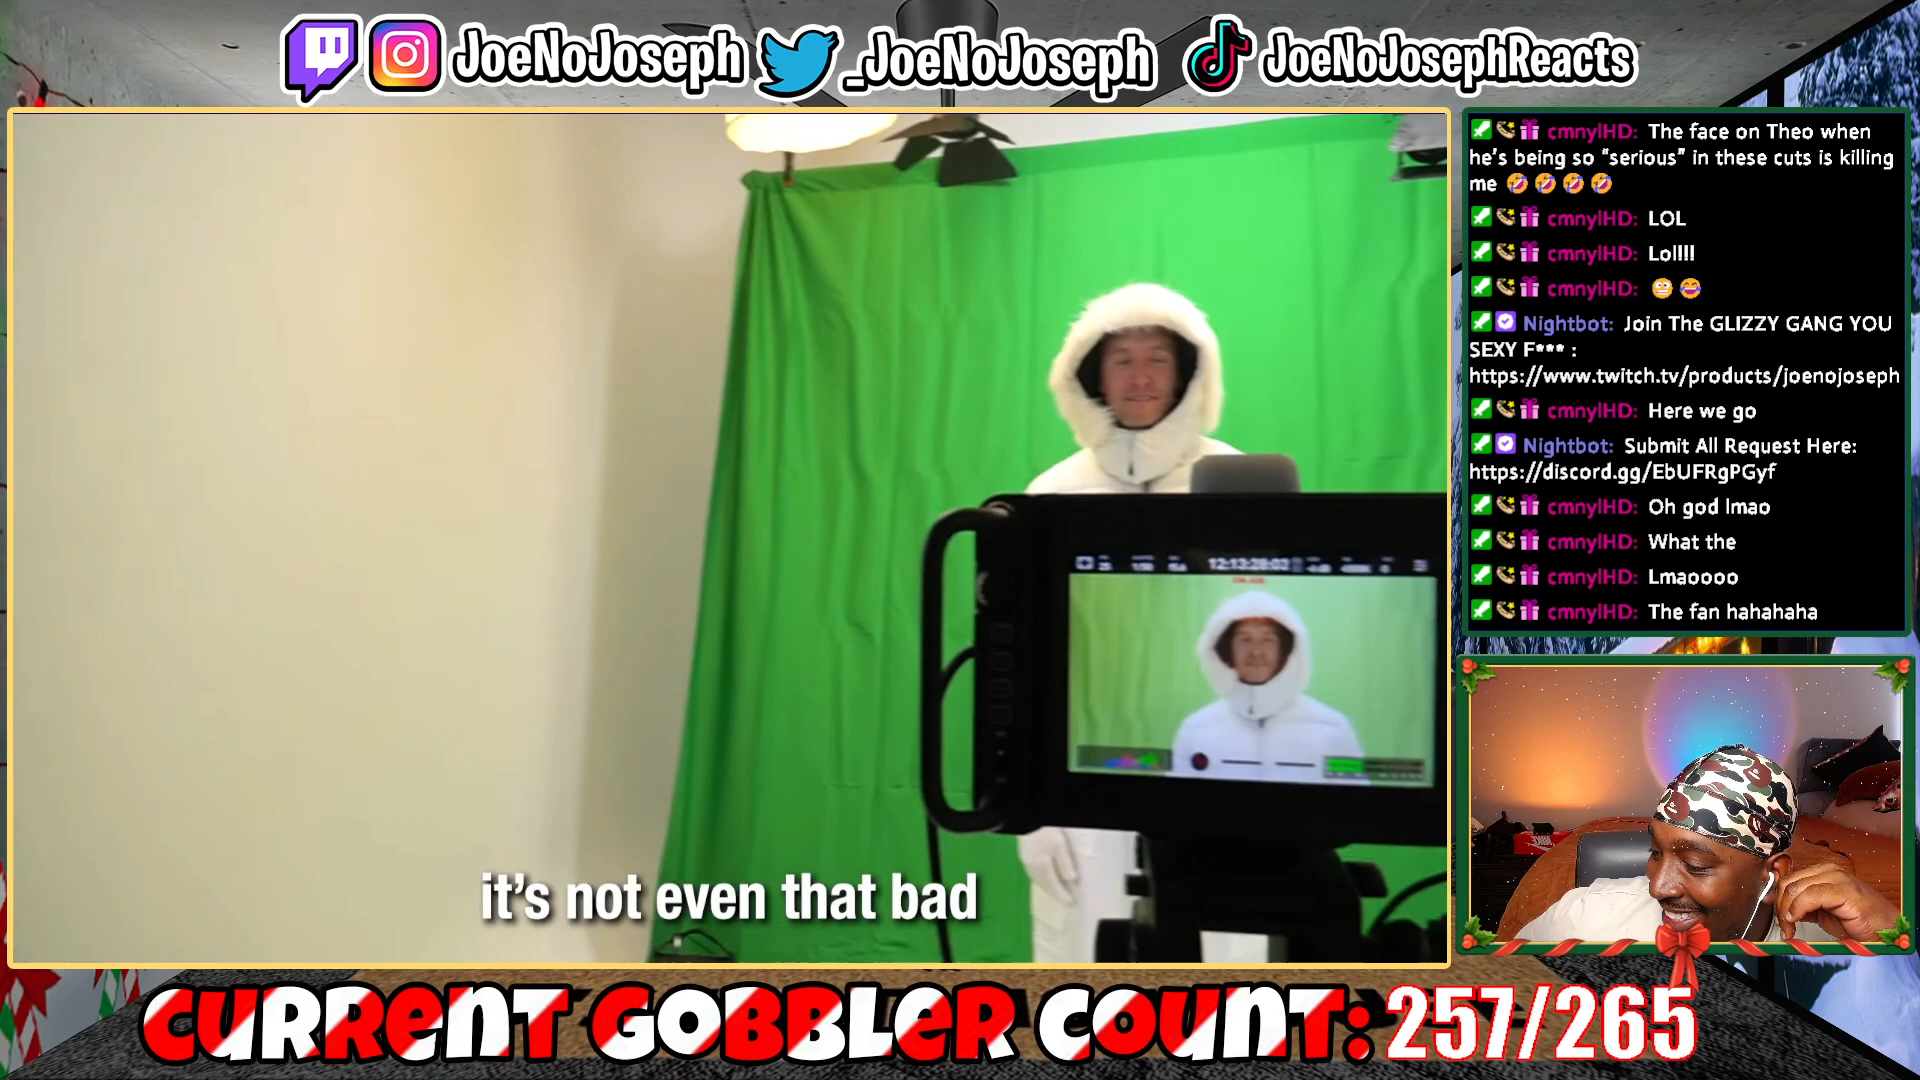 JoeNoJoseph _JoeNoJoseph JoeNoJosephReacts
cmnylHD: The face on Theo when
he's being so “serious” in these cuts is killing
me 🤣 🤣 🤣 🤣
cmnylHD: LOL
cmnylHD: Lollll
cmnylHD: 😬 😂
Nightbot: Join The GLIZZY GANG YOU
SEXY F*** :
https://www.twitch.tv/products/joenojoseph
cmnylHD: Here we go
Nightbot: Submit All Request Here:
https://discord.gg/EbUFRgPGyf
cmnylHD: Oh god lmao
cmnylHD: What the
cmnylHD: Lmaoooo
cmnylHD: The fan hahahaha
it's not even that bad
CURRENT GOBBLER COUNT: 257/265